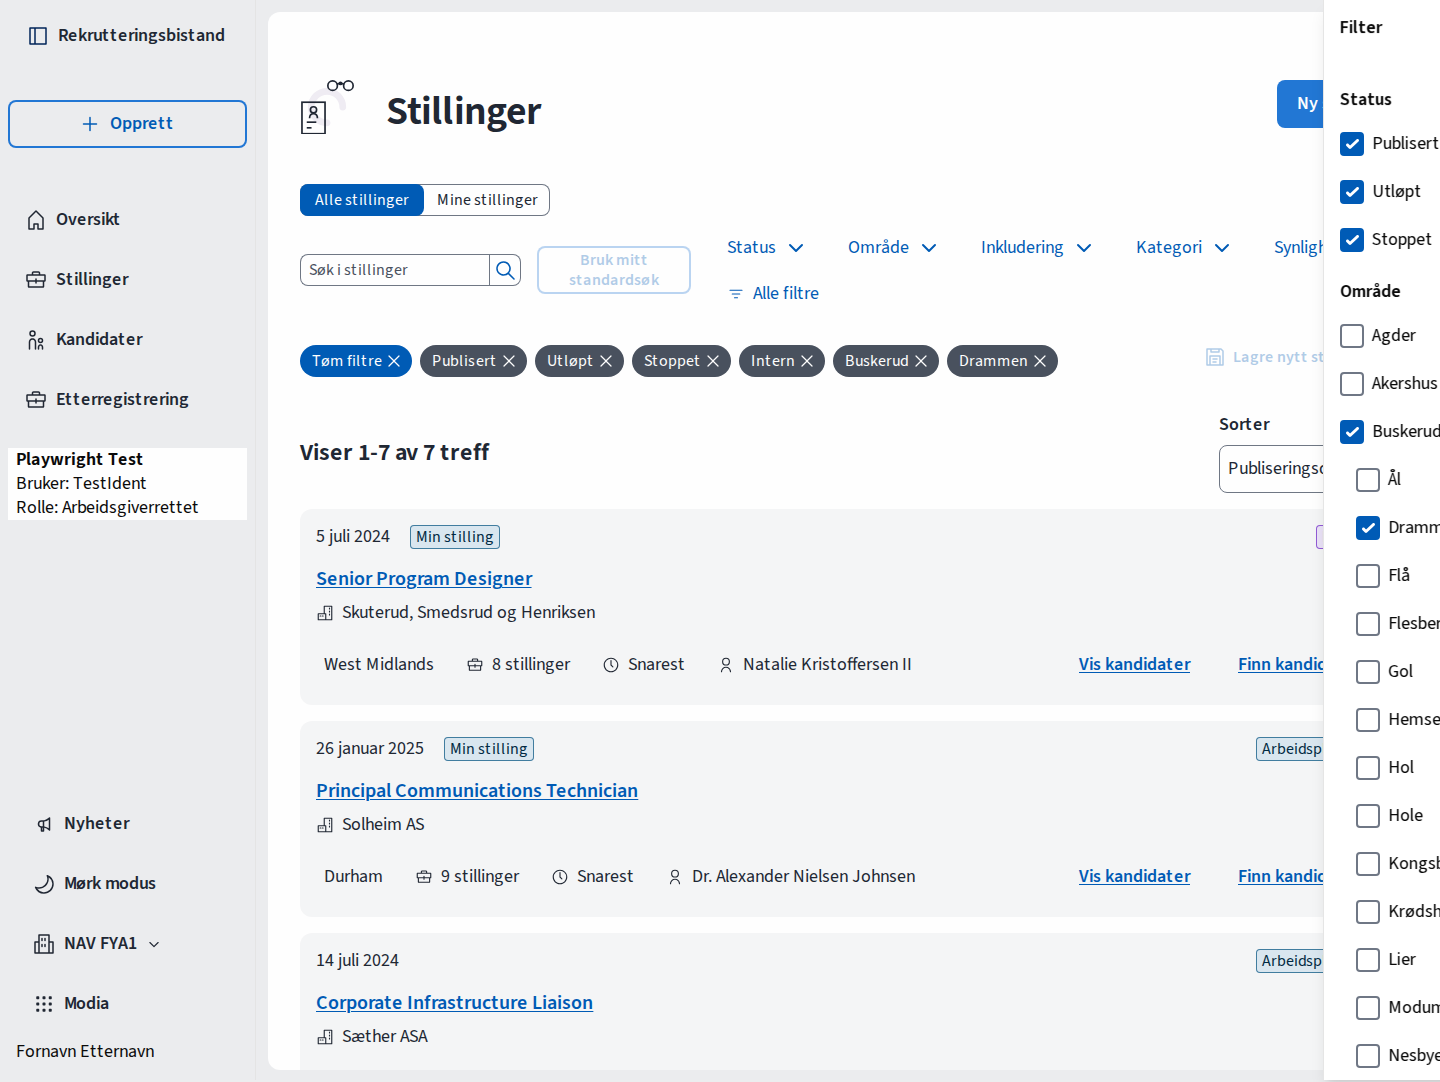 Rekrutteringsbistand
Opprett
Oversikt
Stillinger
Kandidater
Etterregistrering
Playwright Test
Bruker: TestIdent
Rolle: Arbeidsgiverrettet
Nyheter
Mørk modus
NAV FYA1
Modia
Fornavn Etternavn
Stillinger
Ny
Alle stillinger Mine stillinger
Søk i stillinger
Bruk mitt
standardsøk
Status Område Inkludering Kategori Synligh
Alle filtre
Tøm filtre Publisert Utløpt Stoppet Intern Buskerud Drammen
Lagre nytt st
Viser 1-7 av 7 treff
Sorter
Publiserings
5 juli 2024 Min stilling
Senior Program Designer
Skuterud, Smedsrud og Henriksen
West Midlands 8 stillinger Snarest Natalie Kristoffersen II Vis kandidater Finn kandid
26 januar 2025 Min stilling Arbeidsp
Principal Communications Technician
Solheim AS
Durham 9 stillinger Snarest Dr. Alexander Nielsen Johnsen Vis kandidater Finn kandid
14 juli 2024 Arbeidsp
Corporate Infrastructure Liaison
Sæther ASA
Filter
Status
Publisert
Utløpt
Stoppet
Område
Agder
Akershus
Buskerud
Ål
Dramm
Flå
Flesber
Gol
Hemse
Hol
Hole
Kongsb
Krødsh
Lier
Modum
Nesbye